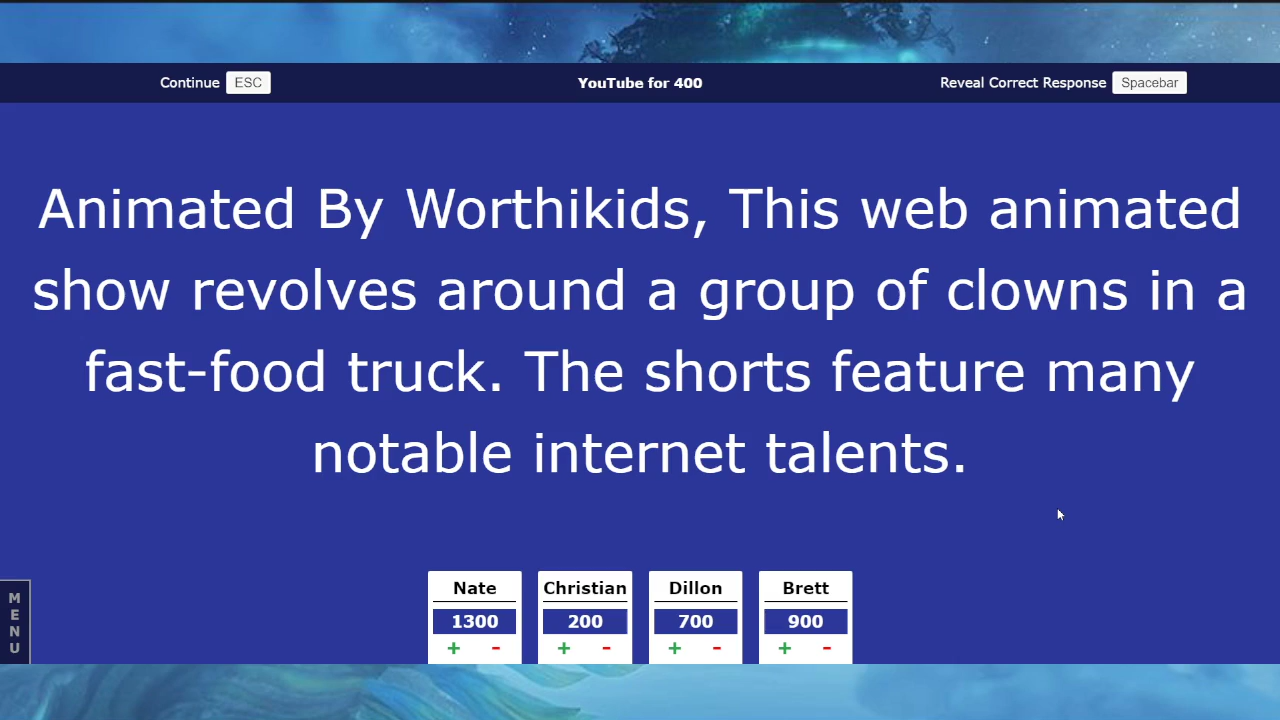 Continue ESC YouTube for 400 Reveal Correct Response Spacebar
Animated By Worthikids, This web animated
show revolves around a group of clowns in a
fast-food truck. The shorts feature many
notable internet talents.
MENU
Nate Christian Dillon Brett
1300 200 700 900
+ - + - + - + -